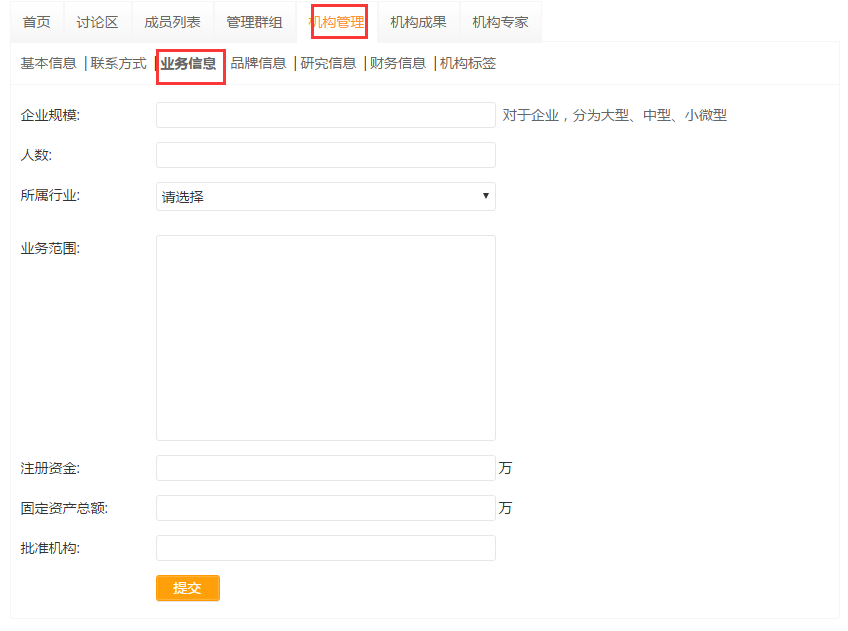 首页 讨论区 成员列表 管理群组 机构管理 机构成果 机构专家
基本信息 |联系方式 |业务信息 品牌信息 |研究信息 |财务信息 |机构标签
企业规模: 对于企业，分为大型、中型、小微型
人数:
所属行业: 请选择
业务范围:
注册资金: 万
固定资产总额: 万
批准机构:
提交